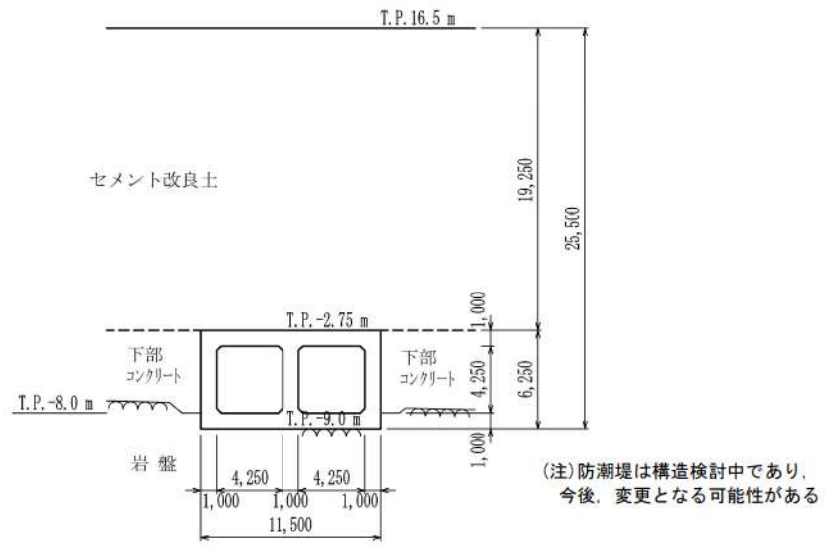 T.P.16.5 m
セメント改良土
19,250
25,500
T.P.-2.75 m
1,000
下部
コンクリート
下部
コンクリート
4,250
6,250
T.P.-8.0 m
T.P.-9.0 m
1,000
岩盤
4,250
4,250
1,000
1,000
1,000
11,500
(注)防潮堤は構造検討中であり,
今後,変更となる可能性がある